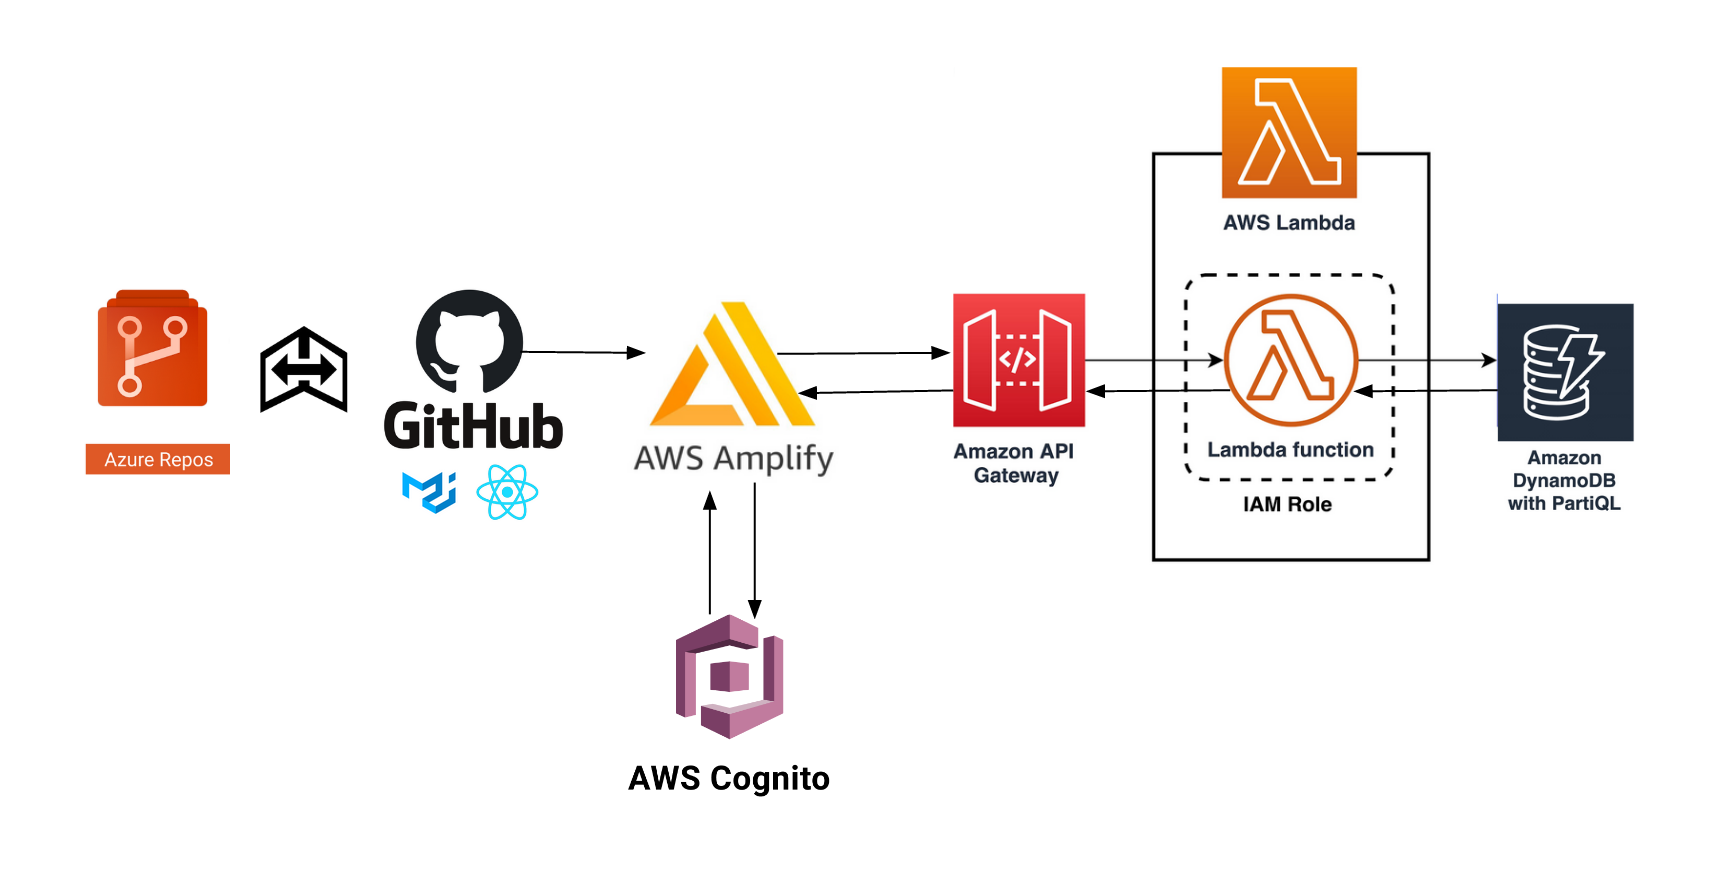 Azure Repos
GitHub
AWS Amplify
AWS Cognito
</>
Amazon API
Gateway
AWS Lambda
Lambda function
IAM Role
Amazon
DynamoDB
with PartiQL